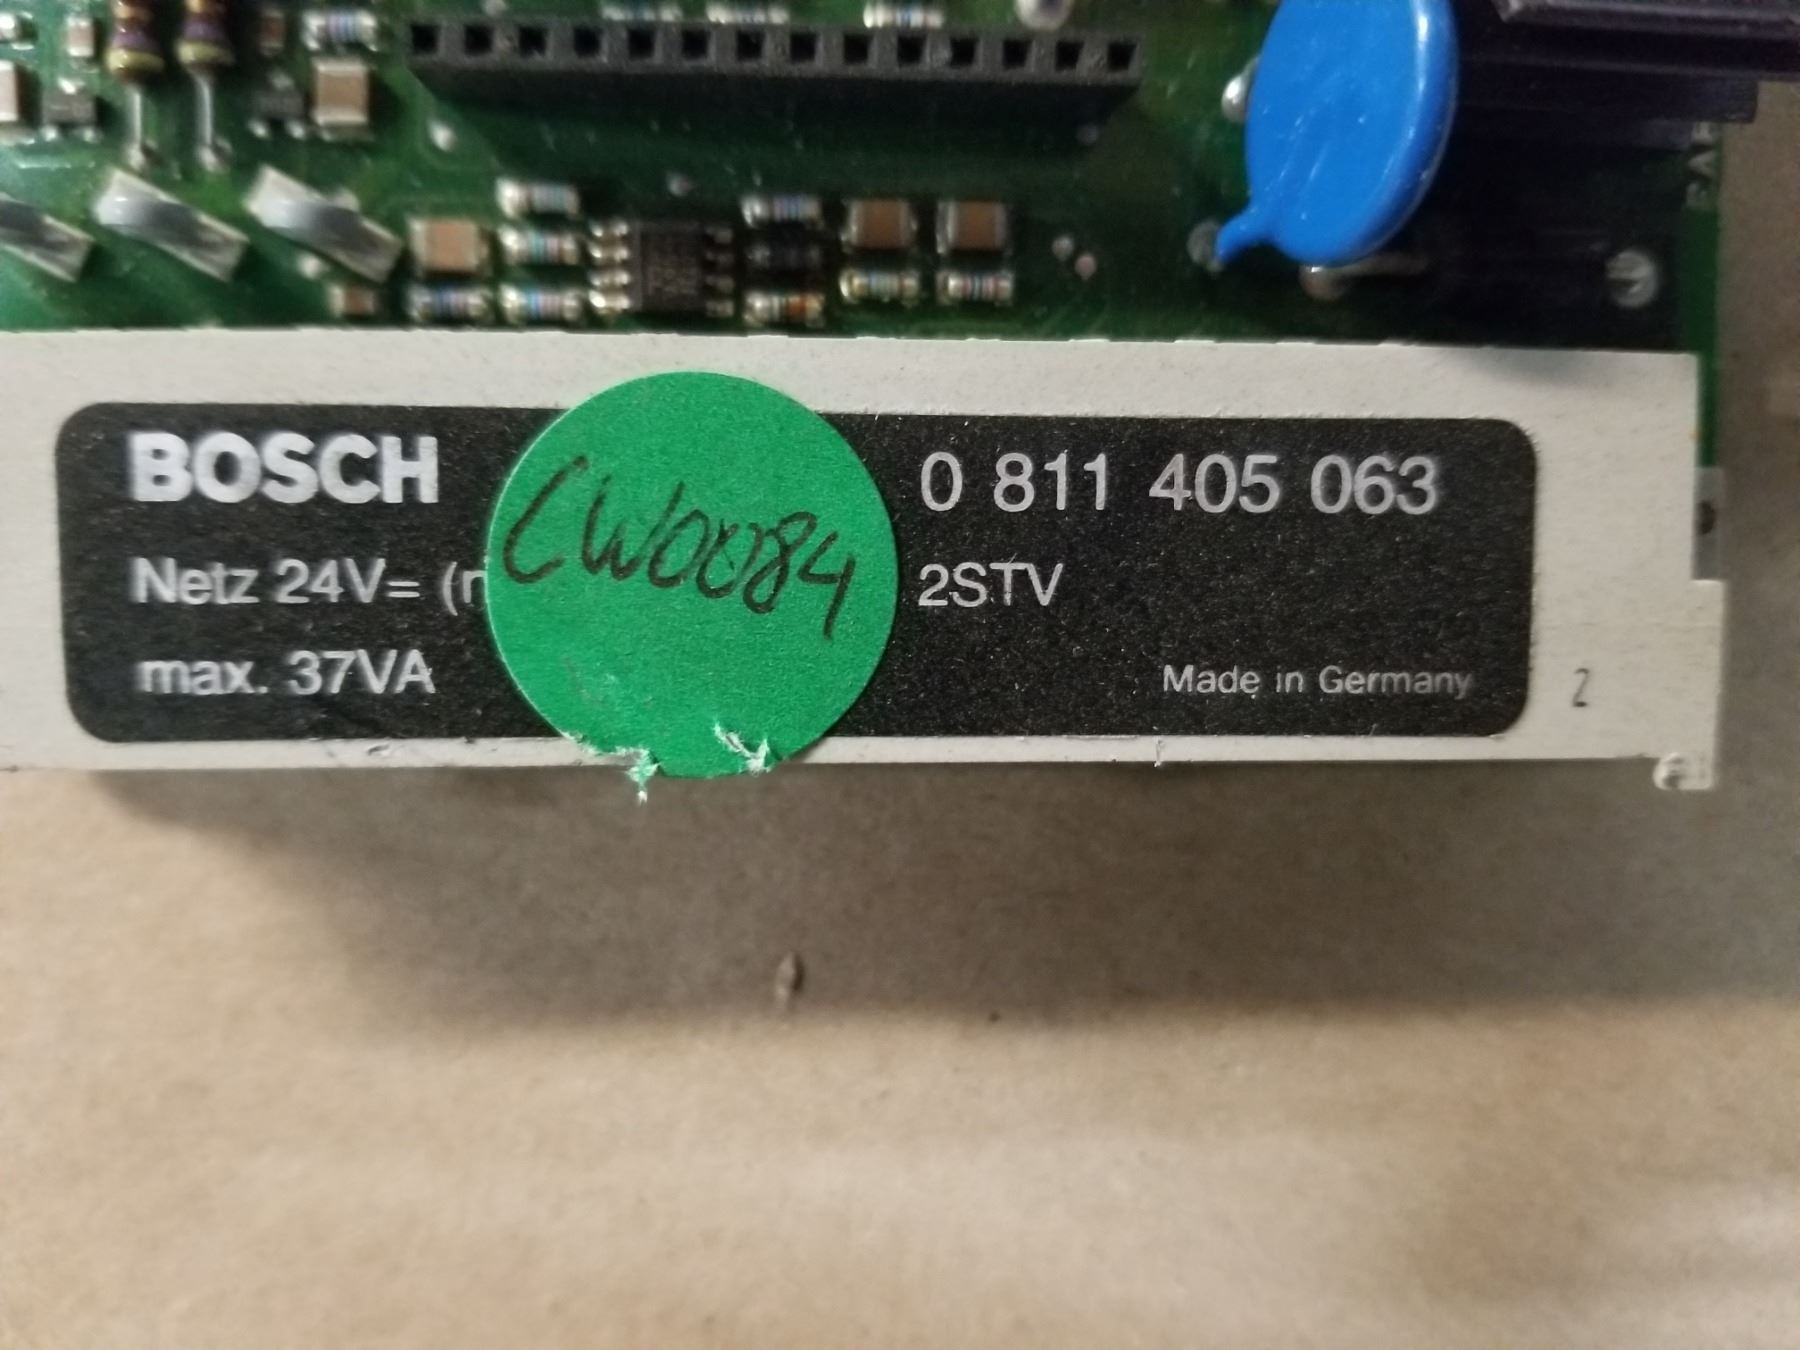 BOSCH 0 811 405 063
CW0084
Netz 24V= 2STV
max. 37VA Made in Germany 2